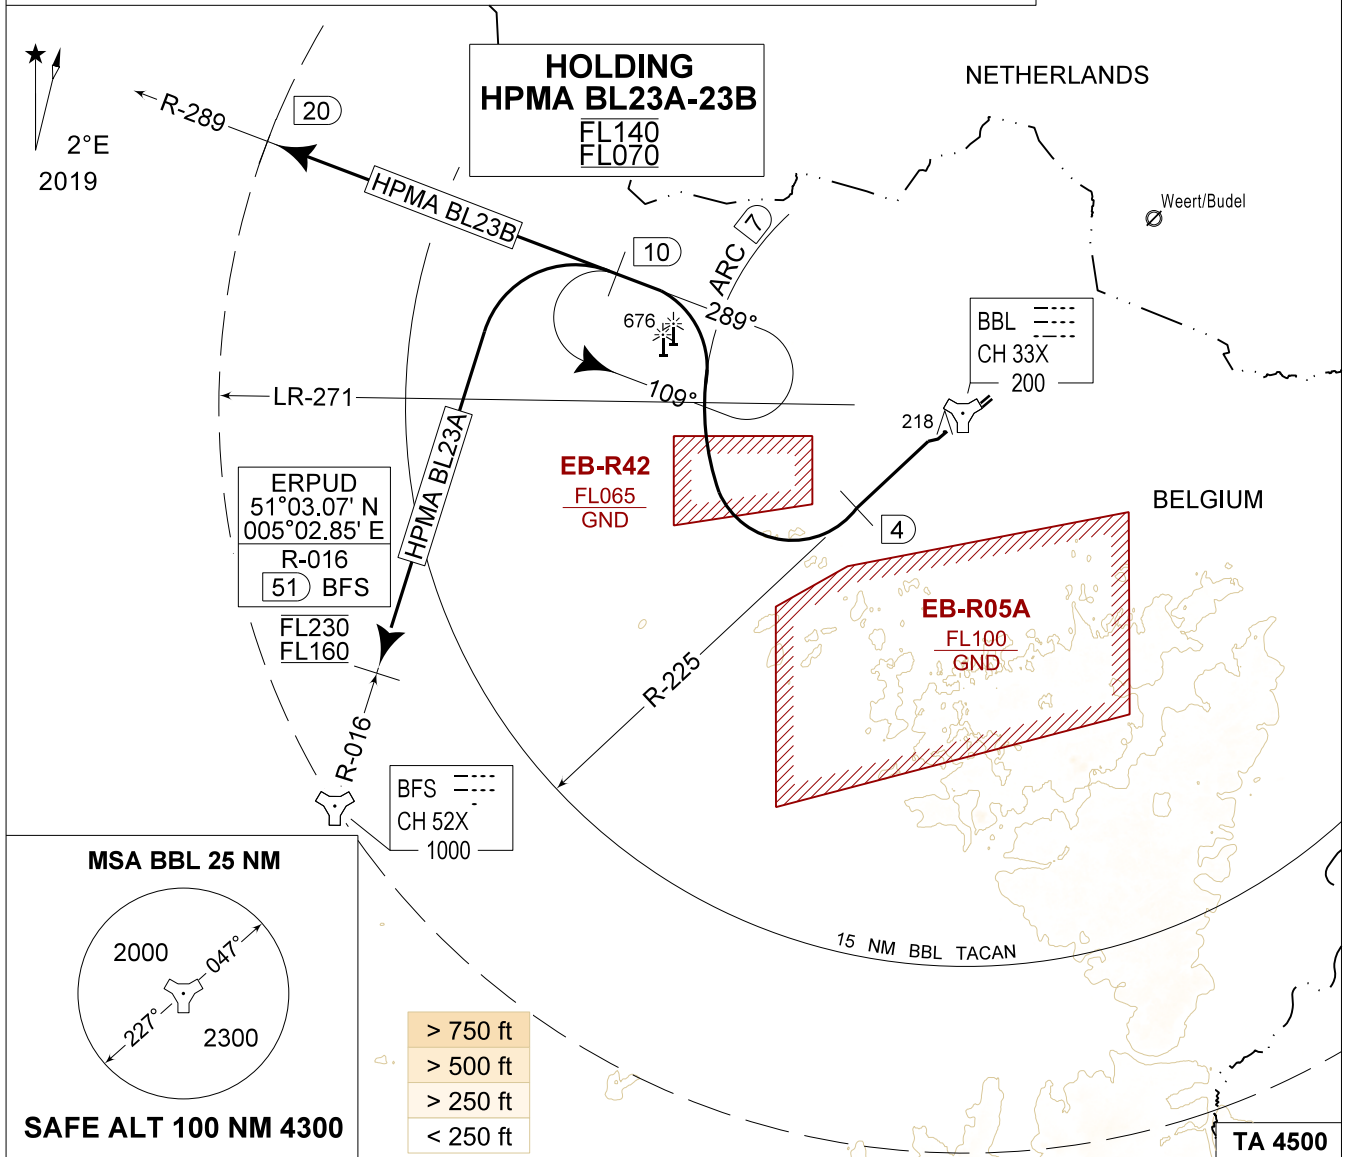 HOLDING
HPMA BL23A-23B
FL140
FL070
NETHERLANDS
2°E
2019
R-289
20
HPMA BL23B
10
ARC 7
Weert/Budel
676
289°
109°
BBL
CH 33X
200
218
LR-271
HPMA BL23A
ERPUD
51°03.07' N
005°02.85' E
R-016
51 BFS
FL230
FL160
EB-R42
FL065
GND
BELGIUM
4
EB-R05A
FL100
GND
R-225
R-016
BFS
CH 52X
1000
15 NM BBL TACAN
MSA BBL 25 NM
2000
047°
227°
2300
SAFE ALT 100 NM 4300
> 750 ft
> 500 ft
> 250 ft
< 250 ft
TA 4500